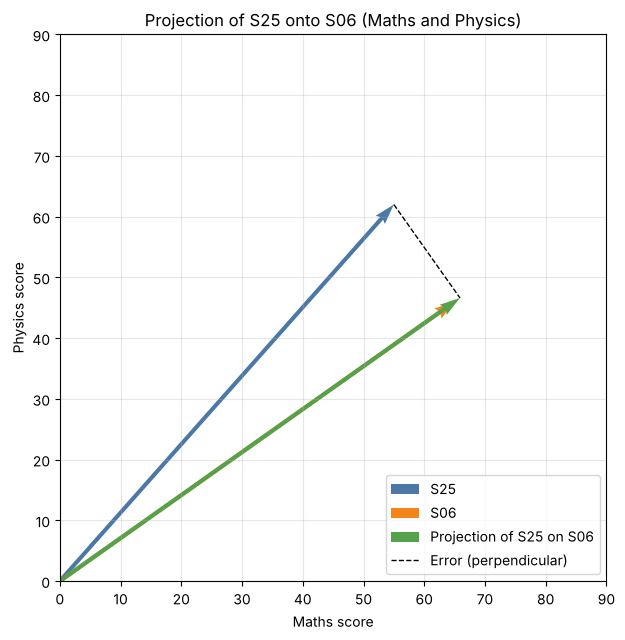 Projection of S25 onto S06 (Maths and Physics)
90
80
70
60
50
40
30
20
10
0
Physics score
0 10 20 30 40 50 60 70 80 90
Maths score
S25
S06
Projection of S25 on S06
Error (perpendicular)